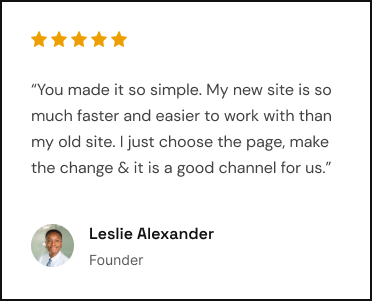 “You made it so simple. My new site is so
much faster and easier to work with than
my old site. I just choose the page, make
the change & it is a good channel for us.”
Leslie Alexander
Founder